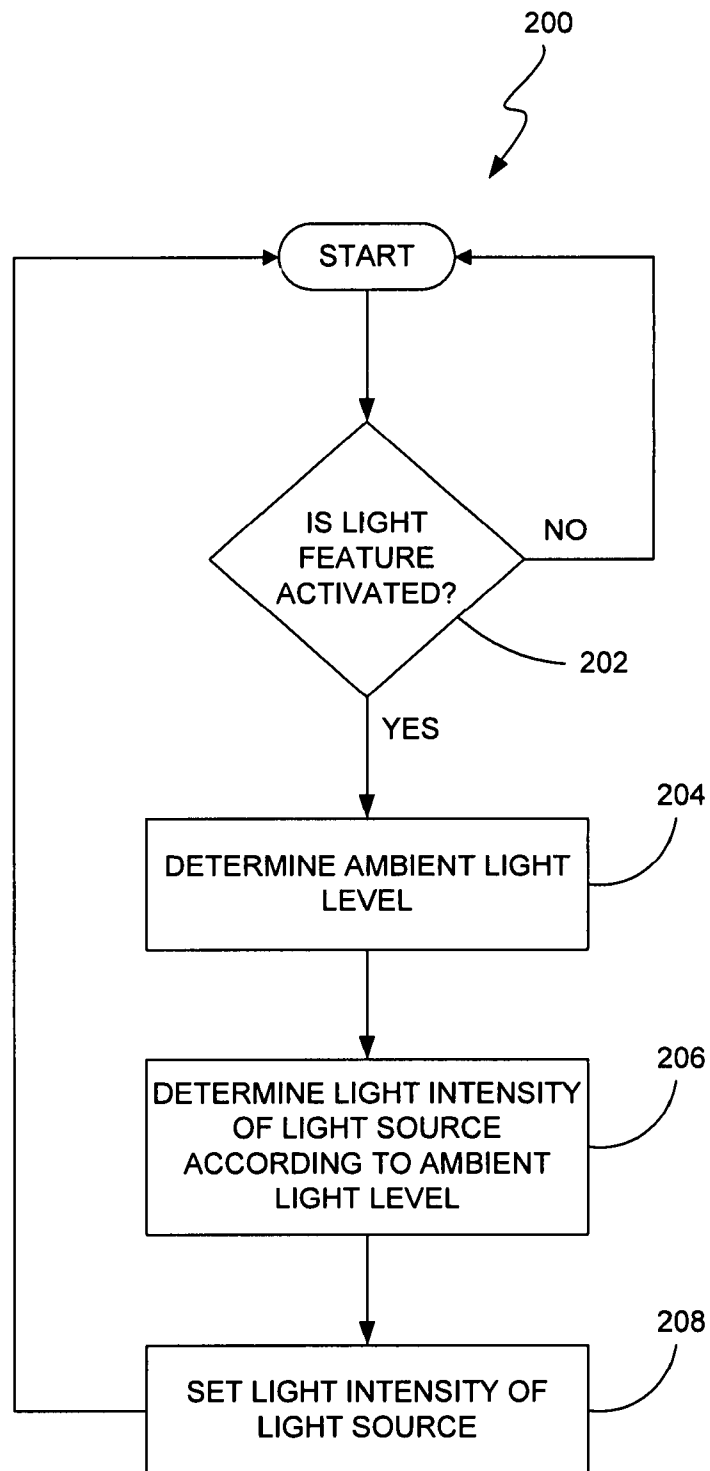 200
START
IS LIGHT
FEATURE
ACTIVATED?
NO
202
YES
204
DETERMINE AMBIENT LIGHT
LEVEL
206
DETERMINE LIGHT INTENSITY
OF LIGHT SOURCE
ACCORDING TO AMBIENT
LIGHT LEVEL
208
SET LIGHT INTENSITY OF
LIGHT SOURCE